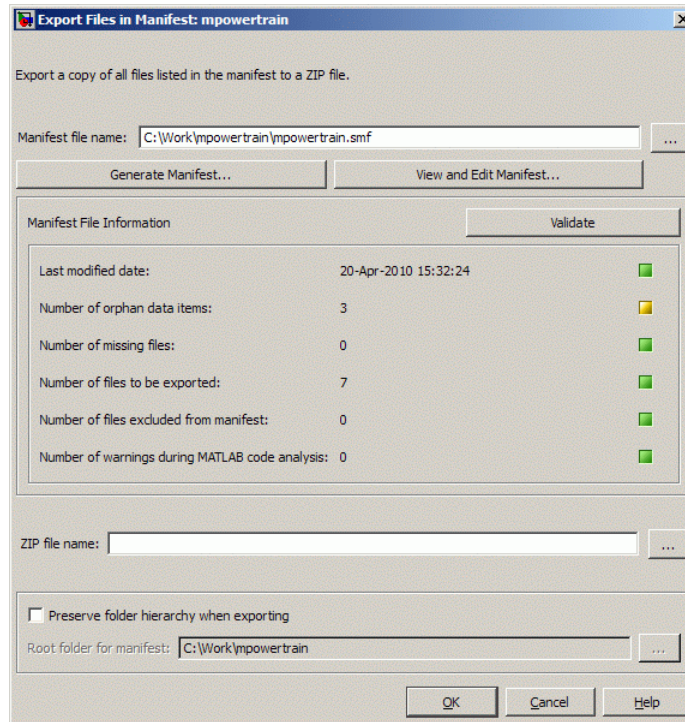 Export Files in Manifest: mpowertrain
Export a copy of all files listed in the manifest to a ZIP file.
Manifest file name: C:\Work\mpowertrain\mpowertrain.smf ...
Generate Manifest... View and Edit Manifest...
Manifest File Information Validate
Last modified date: 20-Apr-2010 15:32:24
Number of orphan data items: 3
Number of missing files: 0
Number of files to be exported: 7
Number of files excluded from manifest: 0
Number of warnings during MATLAB code analysis: 0
ZIP file name: ...
Preserve folder hierarchy when exporting
Root folder for manifest: C:\Work\mpowertrain ...
OK Cancel Help